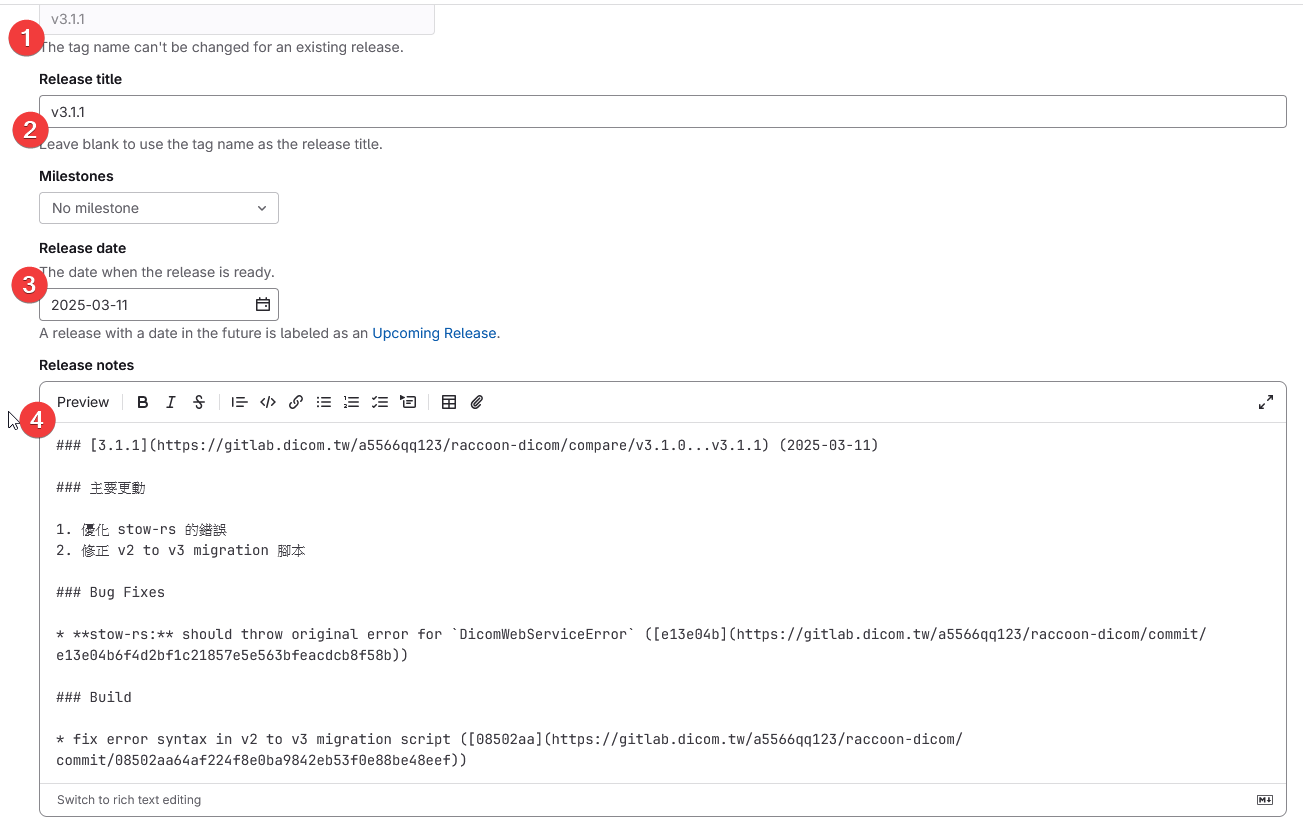 v3.1.1
1
The tag name can't be changed for an existing release.
Release title
v3.1.1
2
Leave blank to use the tag name as the release title.
Milestones
No milestone
Release date
The date when the release is ready.
3
2025-03-11
A release with a date in the future is labeled as an Upcoming Release.
Release notes
Preview B I S
4
### [3.1.1](https://gitlab.dicom.tw/a5566qq123/raccoon-dicom/compare/v3.1.0...v3.1.1) (2025-03-11)
### 主要更動
1. 優化 stow-rs 的錯誤
2. 修正 v2 to v3 migration 腳本
### Bug Fixes
* **stow-rs:** should throw original error for `DicomWebServiceError` ([e13e04b](https://gitlab.dicom.tw/a5566qq123/raccoon-dicom/commit/
e13e04b6f4d2bf1c21857e5e563bfeacdcb8f58b))
### Build
* fix error syntax in v2 to v3 migration script ([08502aa](https://gitlab.dicom.tw/a5566qq123/raccoon-dicom/
commit/08502aa64af224f8e0ba9842eb53f0e88be48eef))
Switch to rich text editing